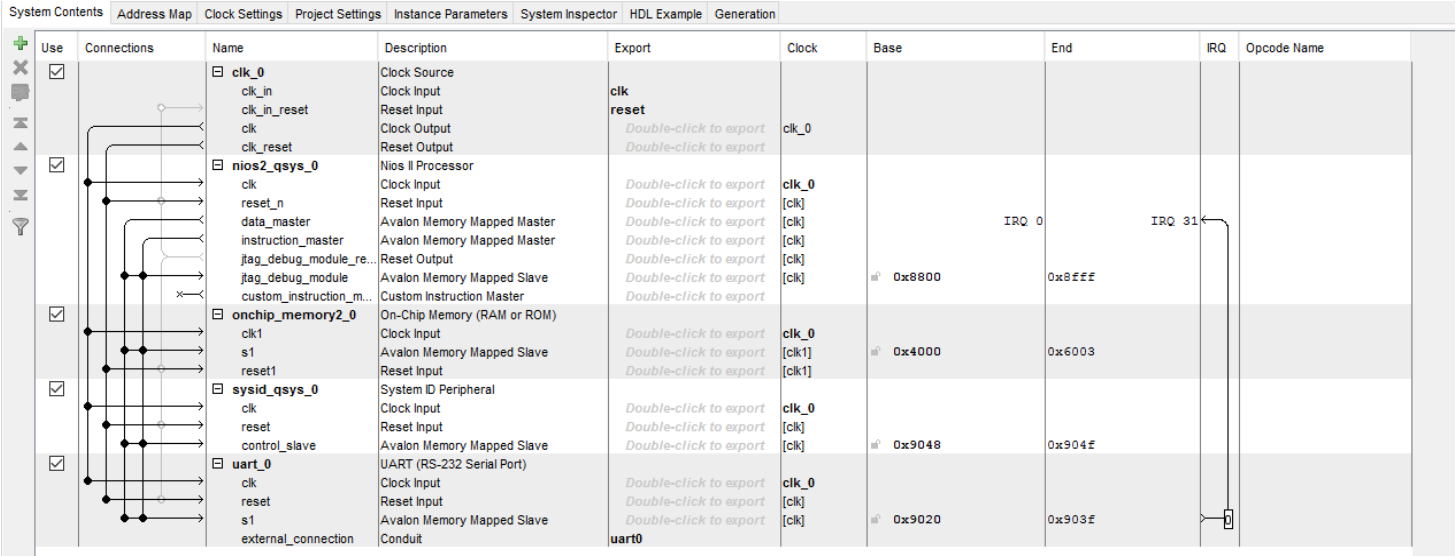 System Contents Address Map Clock Settings Project Settings Instance Parameters System Inspector HDL Example Generation
Use Connections Name Description Export Clock Base End IRQ Opcode Name
clk_0 Clock Source
clk_in Clock Input clk
clk_in_reset Reset Input reset
clk Clock Output Double-click to export clk_0
clk_reset Reset Output Double-click to export
nios2_qsys_0 Nios II Processor
clk Clock Input Double-click to export clk_0
reset_n Reset Input Double-click to export [clk]
data_master Avalon Memory Mapped Master Double-click to export [clk] IRQ 0 IRQ 31
instruction_master Avalon Memory Mapped Master Double-click to export [clk]
jtag_debug_module_re... Reset Output Double-click to export [clk]
jtag_debug_module Avalon Memory Mapped Slave Double-click to export [clk] 0x8800 0x8fff
custom_instruction_m... Custom Instruction Master Double-click to export
onchip_memory2_0 On-Chip Memory (RAM or ROM)
clk1 Clock Input Double-click to export clk_0
s1 Avalon Memory Mapped Slave Double-click to export [clk1] 0x4000 0x6003
reset1 Reset Input Double-click to export [clk1]
sysid_qsys_0 System ID Peripheral
clk Clock Input Double-click to export clk_0
reset Reset Input Double-click to export [clk]
control_slave Avalon Memory Mapped Slave Double-click to export [clk] 0x9048 0x904f
uart_0 UART (RS-232 Serial Port)
clk Clock Input Double-click to export clk_0
reset Reset Input Double-click to export [clk]
s1 Avalon Memory Mapped Slave Double-click to export [clk] 0x9020 0x903f 0
external_connection Conduit uart0